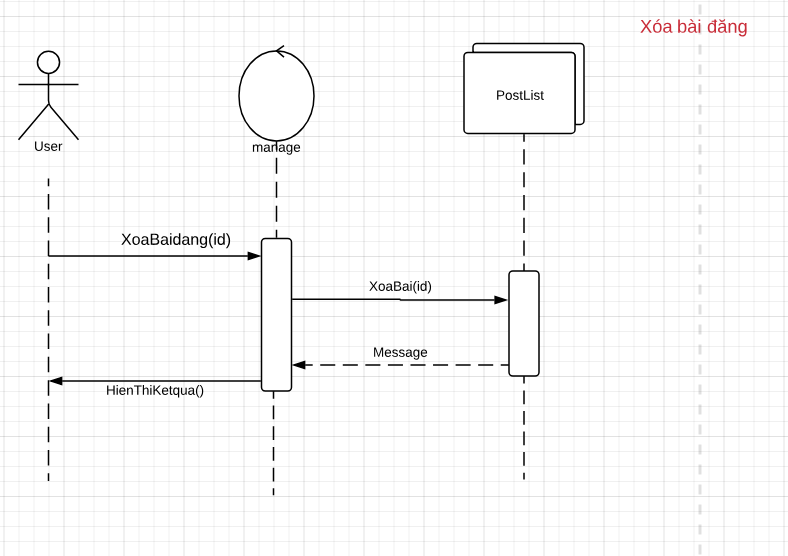 Xóa bài đăng
PostList
User
manage
XoaBaidang(id)
XoaBai(id)
Message
HienThiKetqua()